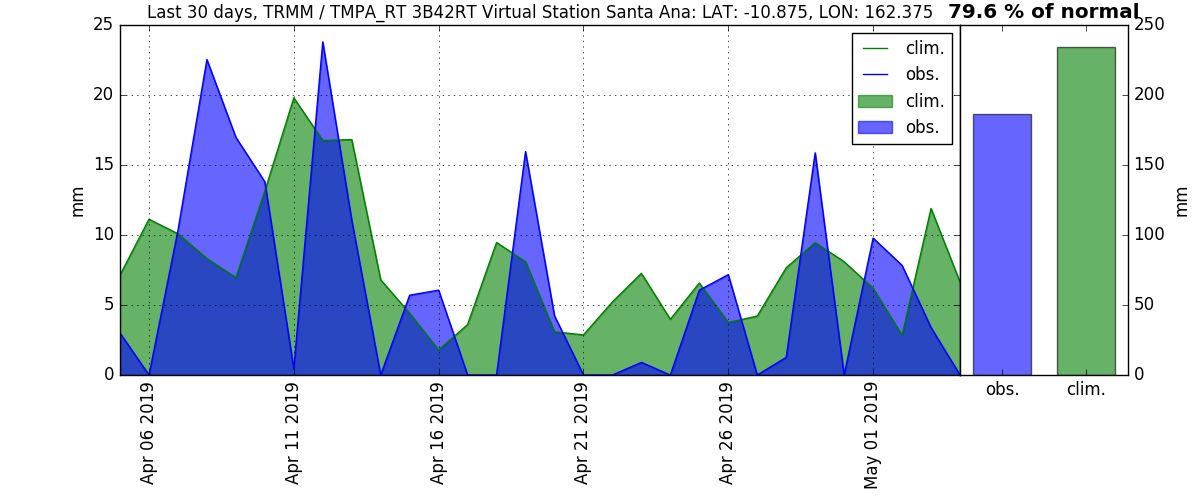 Last 30 days, TRMM / TMPA_RT 3B42RT Virtual Station Santa Ana: LAT: -10.875, LON: 162.375
79.6 % of normal
25
20
15
10
5
0
mm
Apr 06 2019
Apr 11 2019
Apr 16 2019
Apr 21 2019
Apr 26 2019
May 01 2019
clim.
obs.
clim.
obs.
250
200
150
100
50
0
mm
obs.
clim.